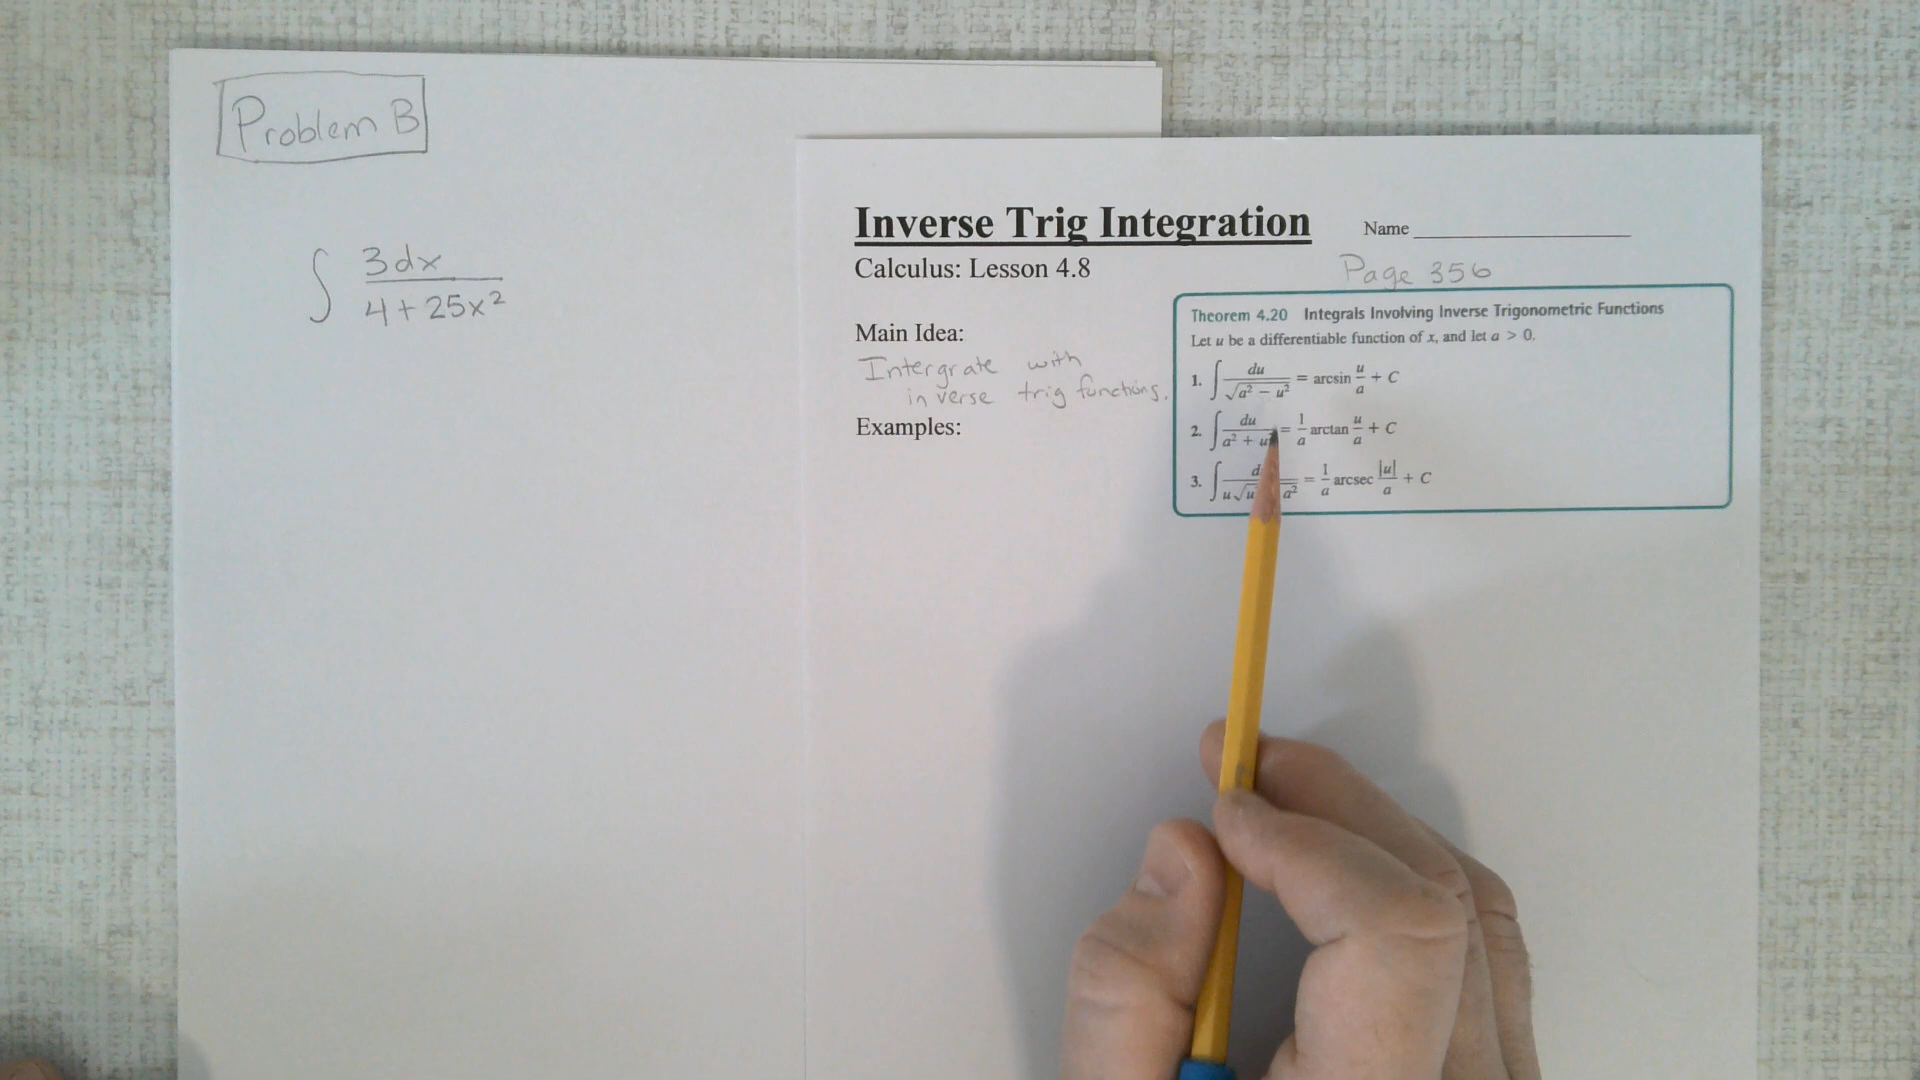 Problem B
∫ 3dx / 4 + 25x²
Inverse Trig Integration
Name
Calculus: Lesson 4.8
Page 356
Main Idea:
Intergrate with
inverse trig functions.
Examples:
Theorem 4.20 Integrals Involving Inverse Trigonometric Functions
Let u be a differentiable function of x, and let a > 0.
1. ∫ du / √a² − u² = arcsin u/a + C
2. ∫ du / a² + u = 1/a arctan u/a + C
3. ∫ d / u√u a² = 1/a arcsec |u|/a + C